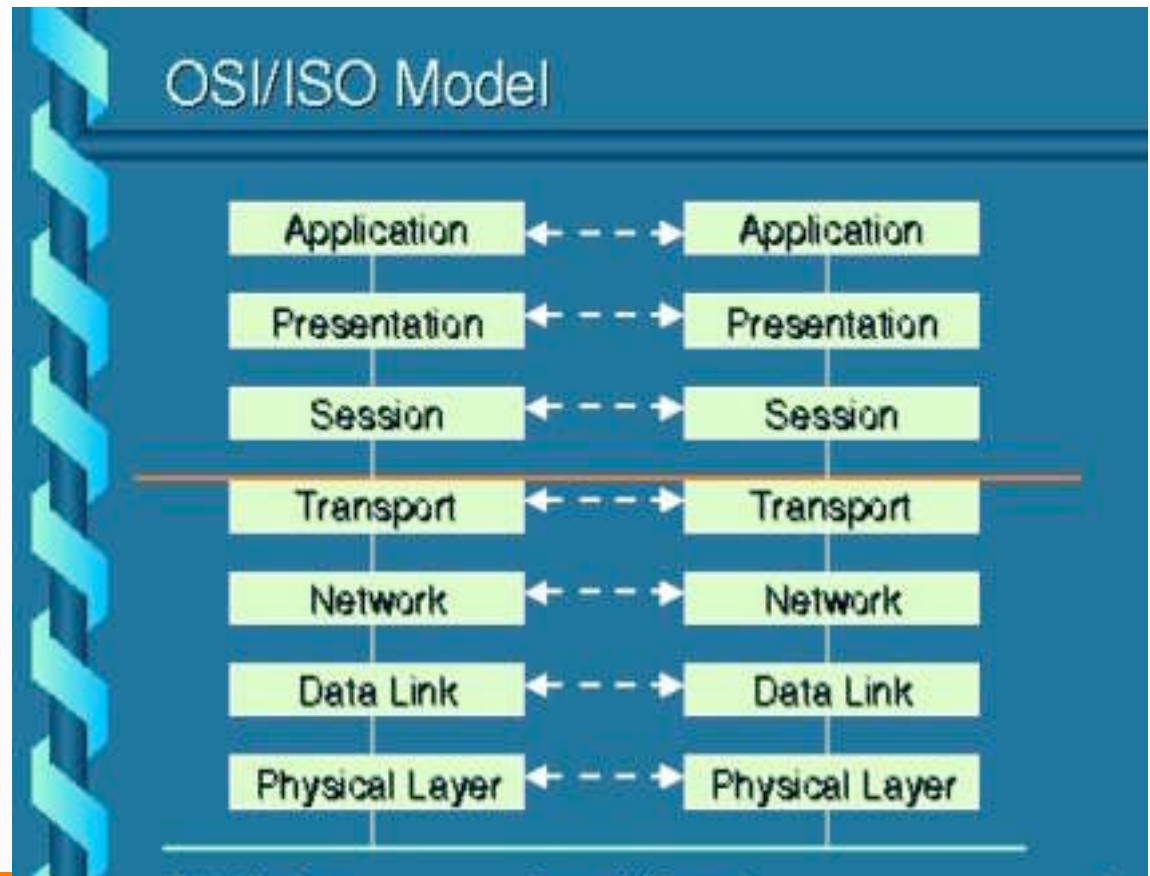 OSI/ISO Model
Application Application
Presentation Presentation
Session Session
Transport Transport
Network Network
Data Link Data Link
Physical Layer Physical Layer